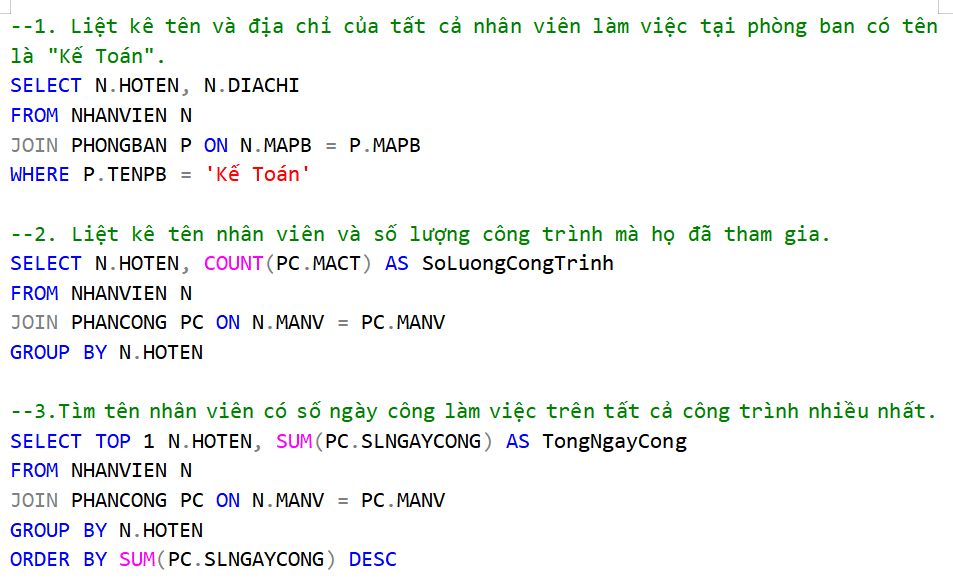 --1. Liệt kê tên và địa chỉ của tất cả nhân viên làm việc tại phòng ban có tên
là "Kế Toán".
SELECT N.HOTEN, N.DIACHI
FROM NHANVIEN N
JOIN PHONGBAN P ON N.MAPB = P.MAPB
WHERE P.TENPB = 'Kế Toán'
--2. Liệt kê tên nhân viên và số lượng công trình mà họ đã tham gia.
SELECT N.HOTEN, COUNT(PC.MACT) AS SoLuongCongTrinh
FROM NHANVIEN N
JOIN PHANCONG PC ON N.MANV = PC.MANV
GROUP BY N.HOTEN
--3.Tìm tên nhân viên có số ngày công làm việc trên tất cả công trình nhiều nhất.
SELECT TOP 1 N.HOTEN, SUM(PC.SLNGAYCONG) AS TongNgayCong
FROM NHANVIEN N
JOIN PHANCONG PC ON N.MANV = PC.MANV
GROUP BY N.HOTEN
ORDER BY SUM(PC.SLNGAYCONG) DESC